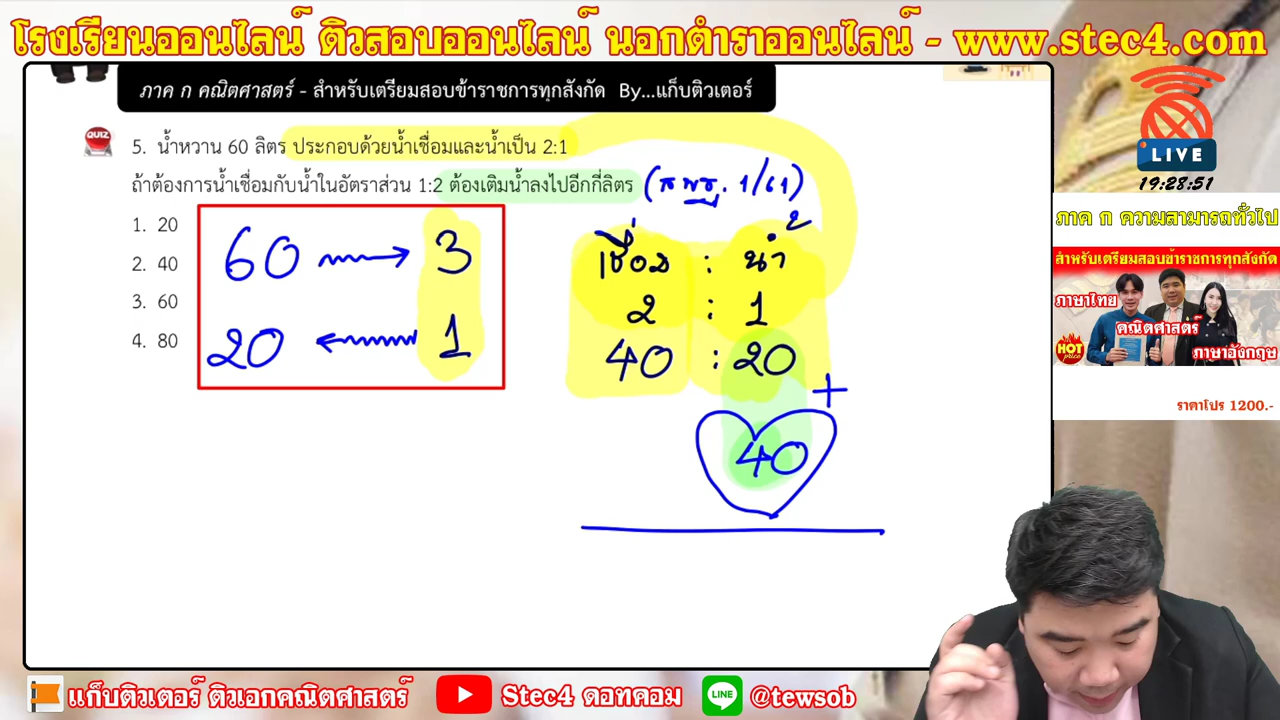 โรงเรียนออนไลน์ ติวสอบออนไลน์ นอกตำราออนไลน์ - www.stec4.com
ภาค ก คณิตศาสตร์ - สำหรับเตรียมสอบข้าราชการทุกสังกัด By...แก็บติวเตอร์
QUIZ
5. น้ำหวาน 60 ลิตร ประกอบด้วยน้ำเชื่อมและน้ำเป็น 2:1
ถ้าต้องการน้ำเชื่อมกับน้ำในอัตราส่วน 1:2 ต้องเติมน้ำลงไปอีกกี่ลิตร
1. 20
2. 40
3. 60
4. 80
60 3
20 1
เชื่อม : น้ำ
2 : 1
40 : 20
+
40
LIVE
19:28:51
ภาค ก ความสามารถทั่วไป
สำหรับเตรียมสอบข้าราชการทุกสังกัด
ภาษาไทย
คณิตศาสตร์
ภาษาอังกฤษ
HOT
price
ราคาโปร 1200.-
แก็บติวเตอร์ ติวเอกคณิตศาสตร์
Stec4 ดอทคอม
LINE
@tewsob